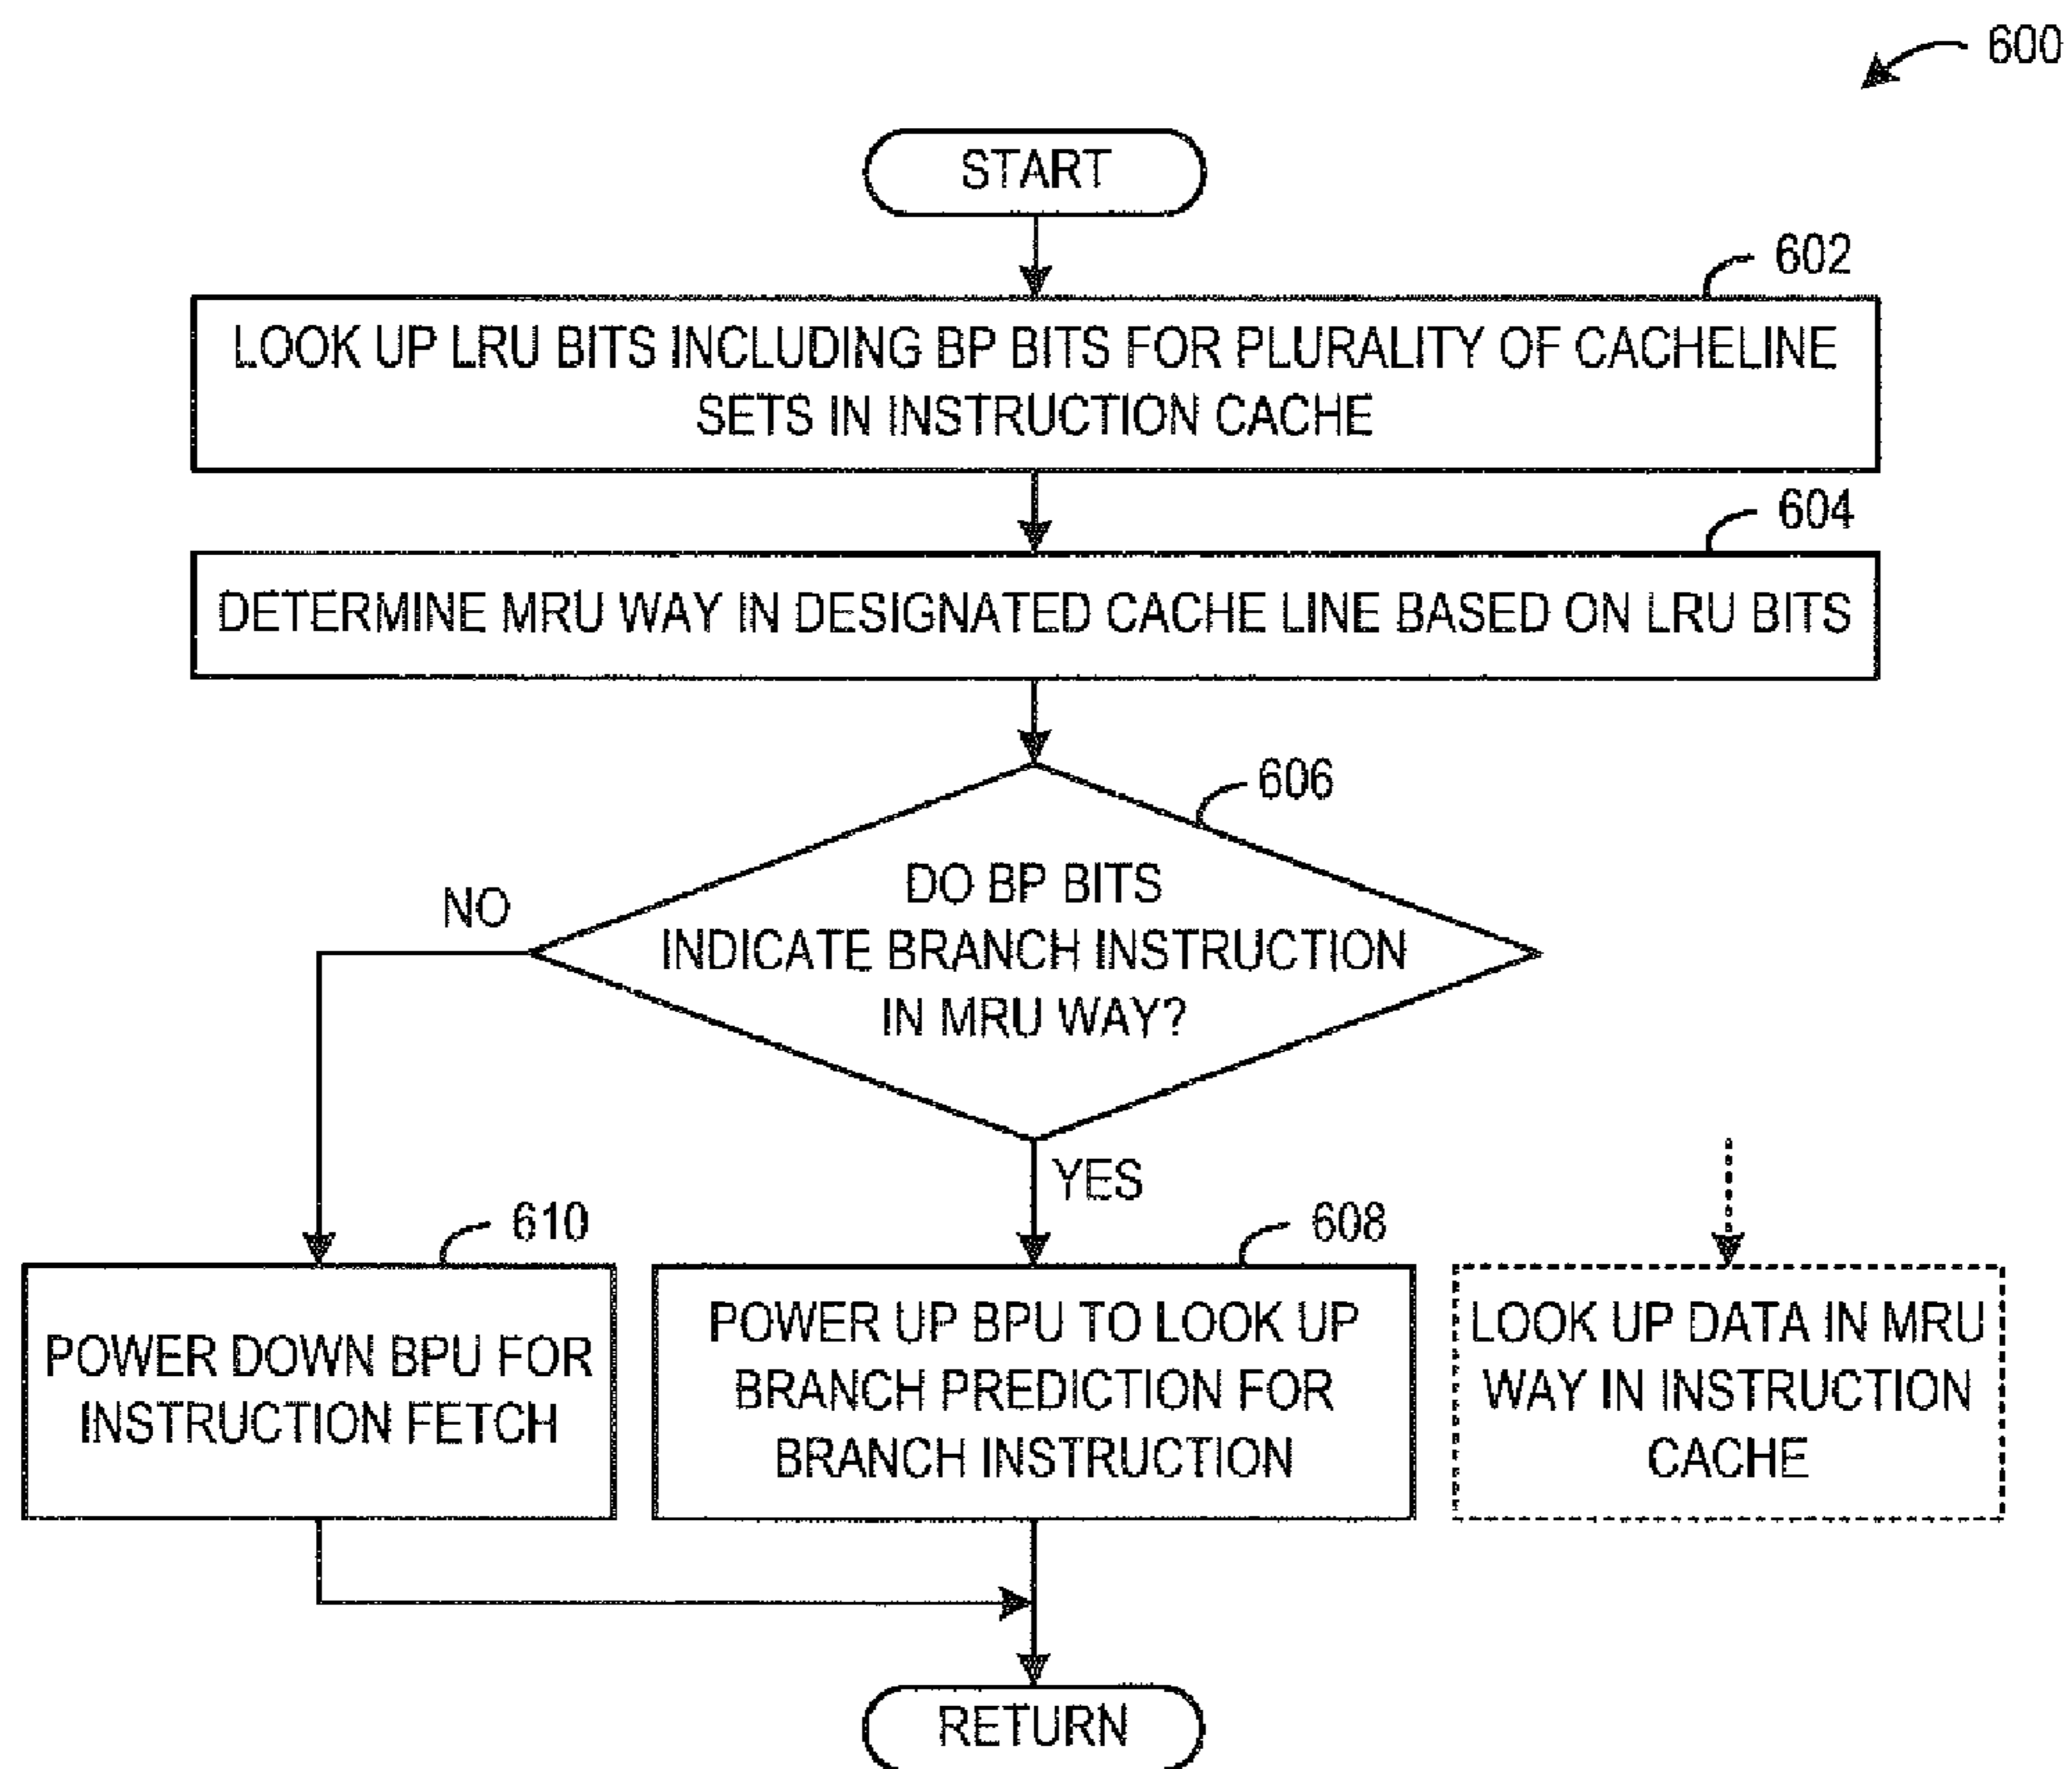 600
START
602
LOOK UP LRU BITS INCLUDING BP BITS FOR PLURALITY OF CACHELINE
SETS IN INSTRUCTION CACHE
604
DETERMINE MRU WAY IN DESIGNATED CACHE LINE BASED ON LRU BITS
606
DO BP BITS
INDICATE BRANCH INSTRUCTION
IN MRU WAY?
NO
YES
610
POWER DOWN BPU FOR
INSTRUCTION FETCH
608
POWER UP BPU TO LOOK UP
BRANCH PREDICTION FOR
BRANCH INSTRUCTION
LOOK UP DATA IN MRU
WAY IN INSTRUCTION
CACHE
RETURN